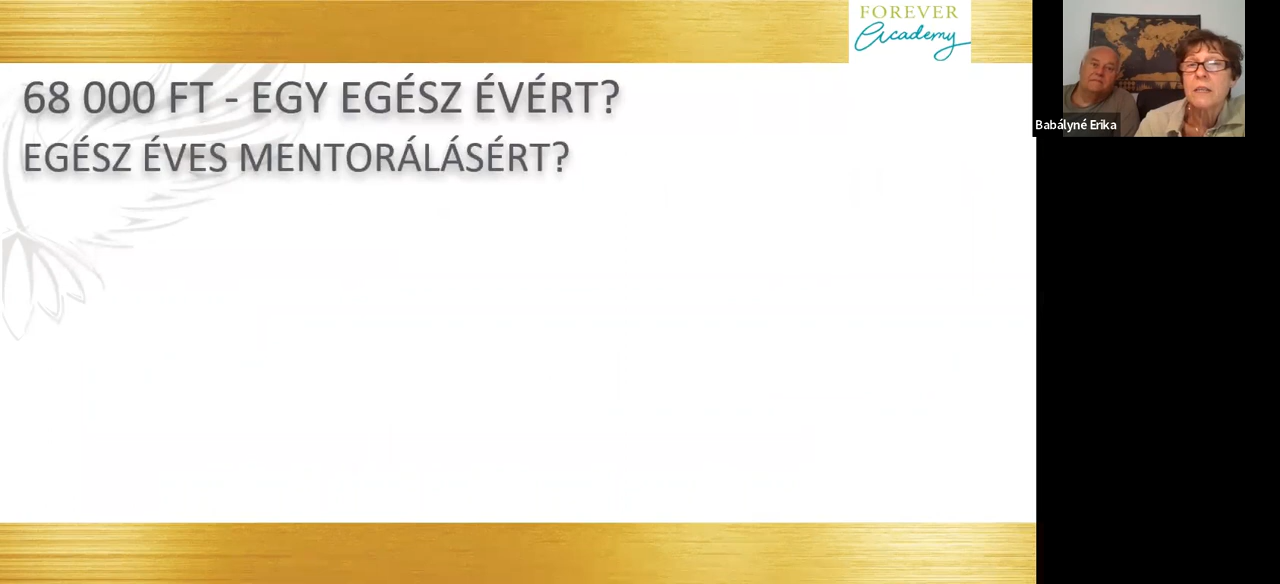 FOREVER
Academy
68 000 FT - EGY EGÉSZ ÉVÉRT?
EGÉSZ ÉVES MENTORÁLÁSÉRT?
Babályné Erika